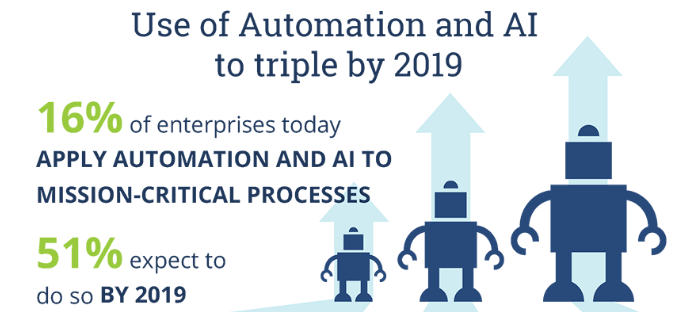 Use of Automation and AI
to triple by 2019
16% of enterprises today
APPLY AUTOMATION AND AI TO
MISSION-CRITICAL PROCESSES
51% expect to
do so BY 2019